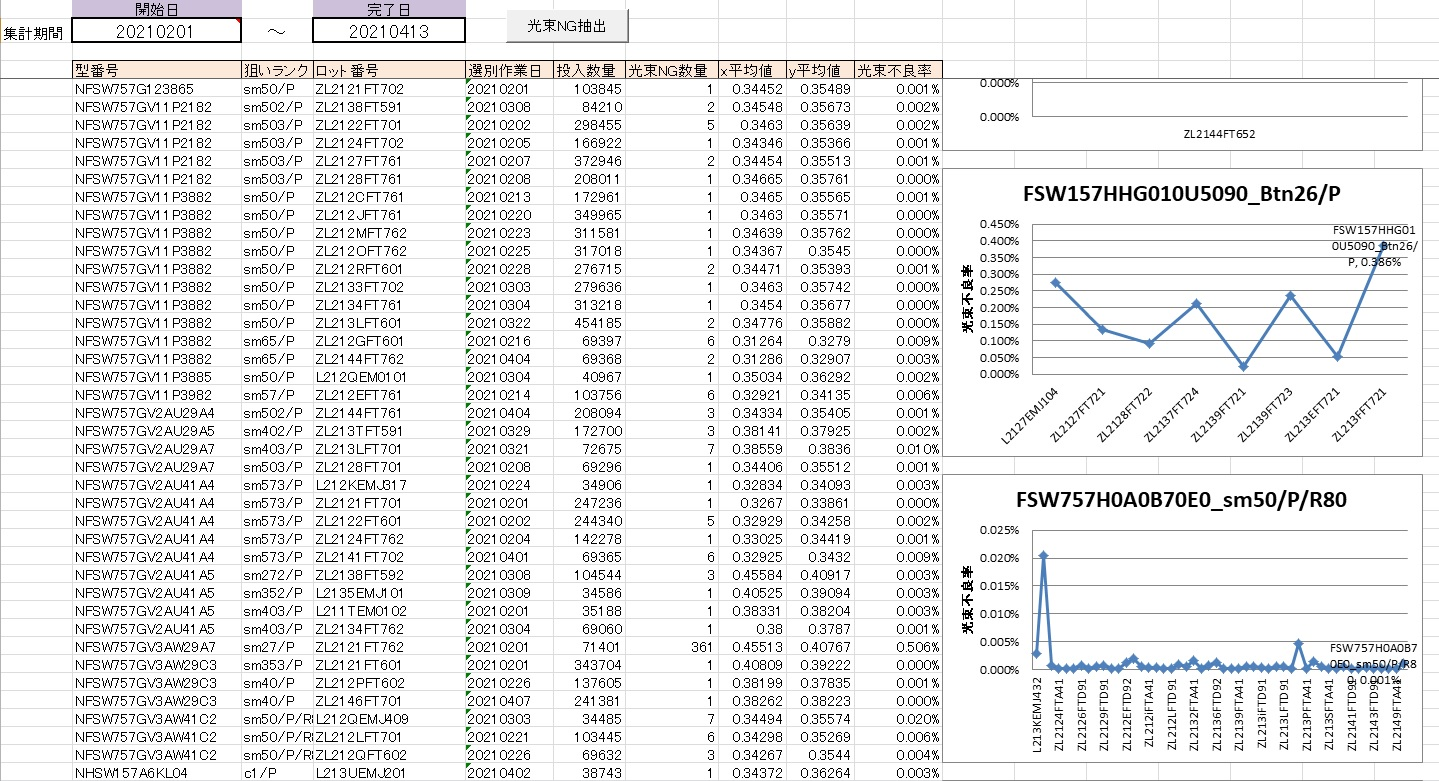 開始日 完了日
集計期間 20210201 ～ 20210413 光束NG抽出
型番号 狙いランク ロット番号 選別作業日 投入数量 光束NG数量 x平均値 y平均値 光束不良率
NFSW757G123865 sm50/P ZL2121FT702 20210201 103845 1 0.34452 0.35489 0.001%
NFSW757GV11P2182 sm502/P ZL2138FT591 20210308 84210 2 0.34548 0.35673 0.002%
NFSW757GV11P2182 sm503/P ZL2122FT701 20210202 298455 5 0.3463 0.35639 0.002%
NFSW757GV11P2182 sm503/P ZL2124FT702 20210205 166922 1 0.34346 0.35366 0.001%
NFSW757GV11P2182 sm503/P ZL2127FT761 20210207 372946 2 0.34454 0.35513 0.001%
NFSW757GV11P2182 sm503/P ZL2128FT761 20210208 208011 1 0.34665 0.35761 0.000%
NFSW757GV11P3882 sm50/P ZL212CFT761 20210213 172961 1 0.3465 0.35565 0.001%
NFSW757GV11P3882 sm50/P ZL212JFT761 20210220 349965 1 0.3463 0.35571 0.000%
NFSW757GV11P3882 sm50/P ZL212MFT762 20210223 311581 1 0.34639 0.35762 0.000%
NFSW757GV11P3882 sm50/P ZL212OFT762 20210225 317018 1 0.34367 0.3545 0.000%
NFSW757GV11P3882 sm50/P ZL212RFT601 20210228 276715 2 0.34471 0.35393 0.001%
NFSW757GV11P3882 sm50/P ZL2133FT702 20210303 279636 1 0.3463 0.35742 0.000%
NFSW757GV11P3882 sm50/P ZL2134FT761 20210304 313218 1 0.3454 0.35677 0.000%
NFSW757GV11P3882 sm50/P ZL213LFT601 20210322 454185 2 0.34776 0.35882 0.000%
NFSW757GV11P3882 sm65/P ZL212GFT601 20210216 69397 6 0.31264 0.3279 0.009%
NFSW757GV11P3882 sm65/P ZL2144FT762 20210404 69368 2 0.31286 0.32907 0.003%
NFSW757GV11P3885 sm50/P L212QEM0101 20210304 40967 1 0.35034 0.36292 0.002%
NFSW757GV11P3982 sm57/P ZL212EFT761 20210214 103756 6 0.32921 0.34135 0.006%
NFSW757GV2AU29A4 sm502/P ZL2144FT761 20210404 208094 3 0.34334 0.35405 0.001%
NFSW757GV2AU29A5 sm402/P ZL213TFT591 20210329 172700 3 0.38141 0.37925 0.002%
NFSW757GV2AU29A7 sm403/P ZL213LFT701 20210321 72675 7 0.38559 0.3836 0.010%
NFSW757GV2AU29A7 sm503/P ZL2128FT701 20210208 69296 1 0.34406 0.35512 0.001%
NFSW757GV2AU41A4 sm573/P L212KEMJ317 20210224 34906 1 0.32834 0.34093 0.003%
NFSW757GV2AU41A4 sm573/P ZL2121FT701 20210201 247236 1 0.3267 0.33861 0.000%
NFSW757GV2AU41A4 sm573/P ZL2122FT601 20210202 244340 5 0.32929 0.34258 0.002%
NFSW757GV2AU41A4 sm573/P ZL2124FT762 20210204 142278 1 0.33025 0.34419 0.001%
NFSW757GV2AU41A4 sm573/P ZL2141FT702 20210401 69365 6 0.32925 0.3432 0.009%
NFSW757GV2AU41A5 sm272/P ZL2138FT592 20210308 104544 3 0.45584 0.40917 0.003%
NFSW757GV2AU41A5 sm352/P L2135EMJ101 20210309 34586 1 0.40525 0.39094 0.003%
NFSW757GV2AU41A5 sm403/P L211TEM0102 20210201 35188 1 0.38331 0.38204 0.003%
NFSW757GV2AU41A5 sm403/P ZL2134FT762 20210304 69060 1 0.38 0.3787 0.001%
NFSW757GV3AW29A7 sm27/P ZL2121FT762 20210201 71401 361 0.45513 0.40767 0.506%
NFSW757GV3AW29C3 sm353/P ZL2121FT601 20210201 343704 1 0.40809 0.39222 0.000%
NFSW757GV3AW29C3 sm40/P ZL212PFT602 20210226 137605 1 0.38199 0.37835 0.001%
NFSW757GV3AW29C3 sm40/P ZL2146FT701 20210407 241381 1 0.38262 0.38223 0.000%
NFSW757GV3AW41C2 sm50/P/R L212QEMJ409 20210303 34485 7 0.34494 0.35574 0.020%
NFSW757GV3AW41C2 sm50/P/R ZL212LFT701 20210221 103445 6 0.34298 0.35269 0.006%
NFSW757GV3AW41C2 sm50/P/R ZL212QFT602 20210226 69632 3 0.34267 0.3544 0.004%
NHSW157A6KL04 c1/P L213UEMJ201 20210402 38743 1 0.34372 0.36264 0.003%
0.000%
0.000%
ZL2144FT652
FSW157HHG010U5090_Btn26/P
光束不良率
0.450%
0.400%
0.350%
0.300%
0.250%
0.200%
0.150%
0.100%
0.050%
0.000%
FSW157HHG01
0U5090_Btn26/
P, 0.386%
L2127EMJ104
ZL2127FT721
ZL2128FT722
ZL2137FT724
ZL2139FT721
ZL2139FT723
ZL213EFT721
ZL213FFT721
FSW757H0A0B70E0_sm50/P/R80
光束不良率
0.025%
0.020%
0.015%
0.010%
0.005%
0.000%
FSW757H0A0B7
0E0_sm50/P/R8
0, 0.001%
L213KEMJ432
ZL2124FTA41
ZL2126FTD91
ZL2129FTD91
ZL212EFTD92
ZL212IFTA41
ZL212LFTD91
ZL2132FTA41
ZL2136FTD92
ZL2139FTA41
ZL213IFTD91
ZL213LFTD91
ZL213PFTA41
ZL213SFTA41
ZL2141FTD91
ZL2143FTD91
ZL2149FTA41